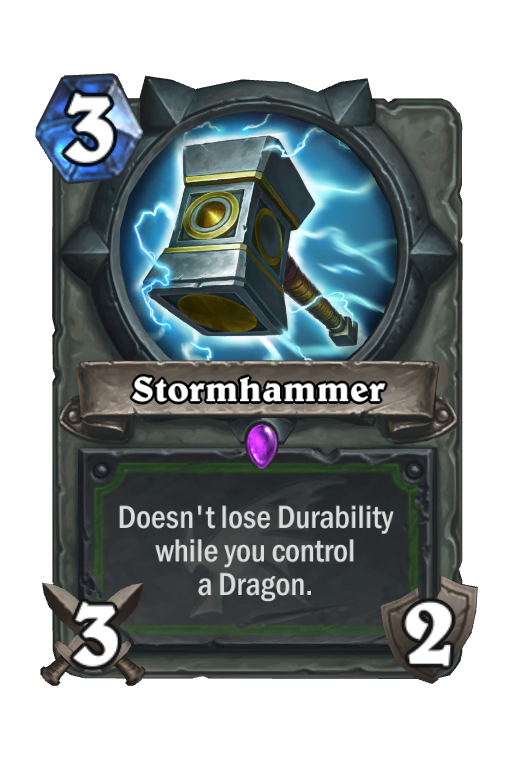 3
Stormhammer
Doesn't lose Durability
while you control
a Dragon.
3
2